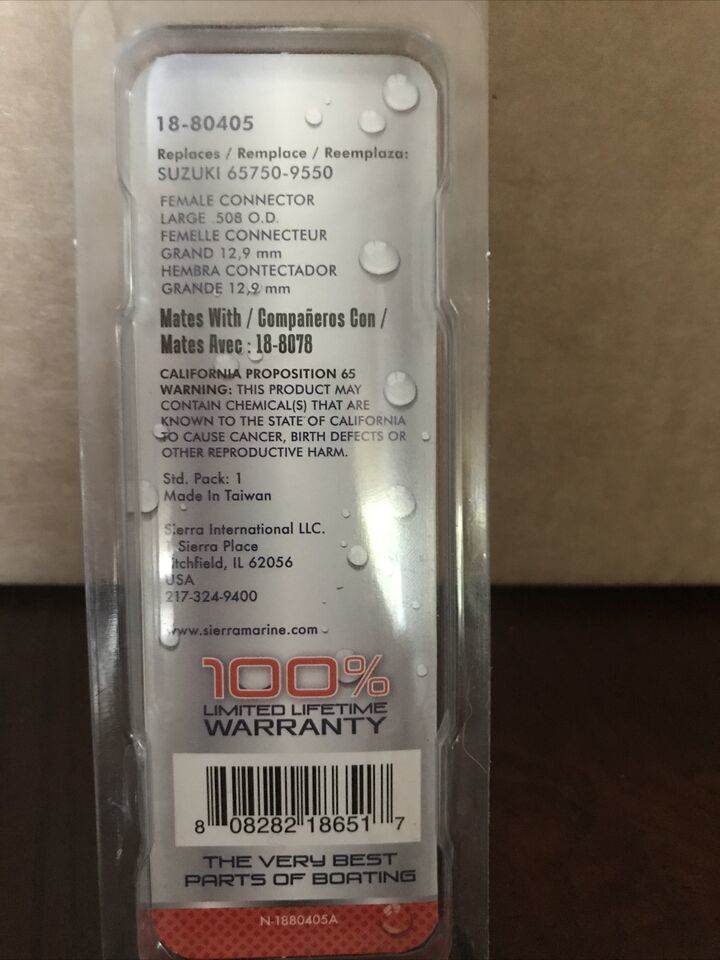 18-80405
Replaces / Remplace / Reemplaza:
SUZUKI 65750-9550
FEMALE CONNECTOR
LARGE .508 O.D.
FEMELLE CONNECTEUR
GRAND 12,9 mm
HEMBRA CONTECTADOR
GRANDE 12,9 mm
Mates With / Compañeros Con /
Mates Avec : 18-8078
CALIFORNIA PROPOSITION 65
WARNING: THIS PRODUCT MAY
CONTAIN CHEMICAL(S) THAT ARE
KNOWN TO THE STATE OF CALIFORNIA
TO CAUSE CANCER, BIRTH DEFECTS OR
OTHER REPRODUCTIVE HARM.
Std. Pack: 1
Made In Taiwan
Sierra International LLC.
1 Sierra Place
itchfield, IL 62056
USA
217-324-9400
www.sierramarine.com
100%
LIMITED LIFETIME
WARRANTY
8 08282 18651 7
THE VERY BEST
PARTS OF BOATING
N-1880405A